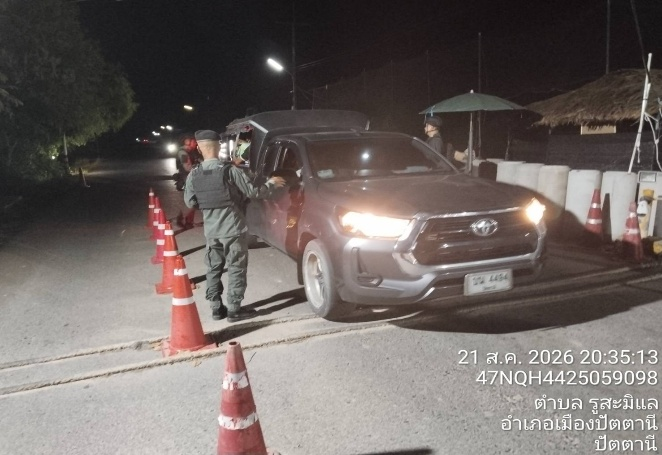 4494
21 ส.ค. 2026 20:35:13
47NQH4425059098
ตำบล รูสะมิแล
อำเภอเมืองปัตตานี
ปัตตานี